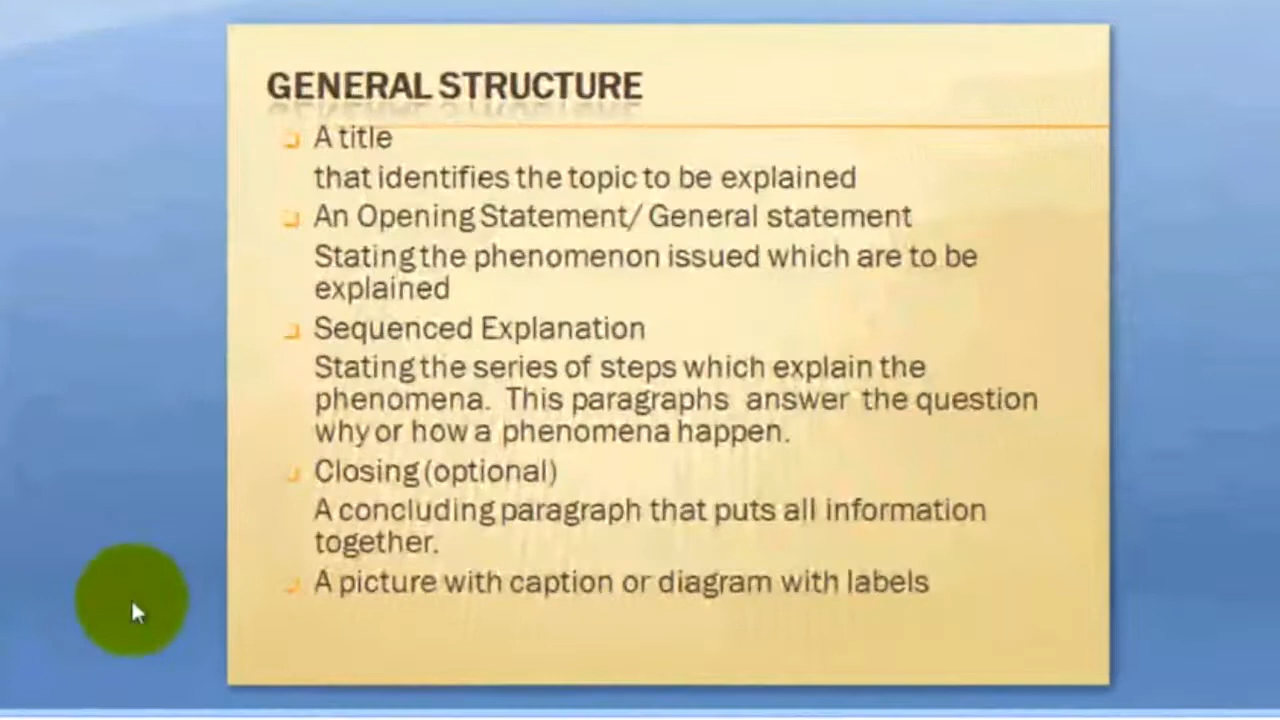 GENERAL STRUCTURE
A title
that identifies the topic to be explained
An Opening Statement/ General statement
Stating the phenomenon issued which are to be
explained
Sequenced Explanation
Stating the series of steps which explain the
phenomena. This paragraphs answer the question
why or how a phenomena happen.
Closing (optional)
A concluding paragraph that puts all information
together.
A picture with caption or diagram with labels